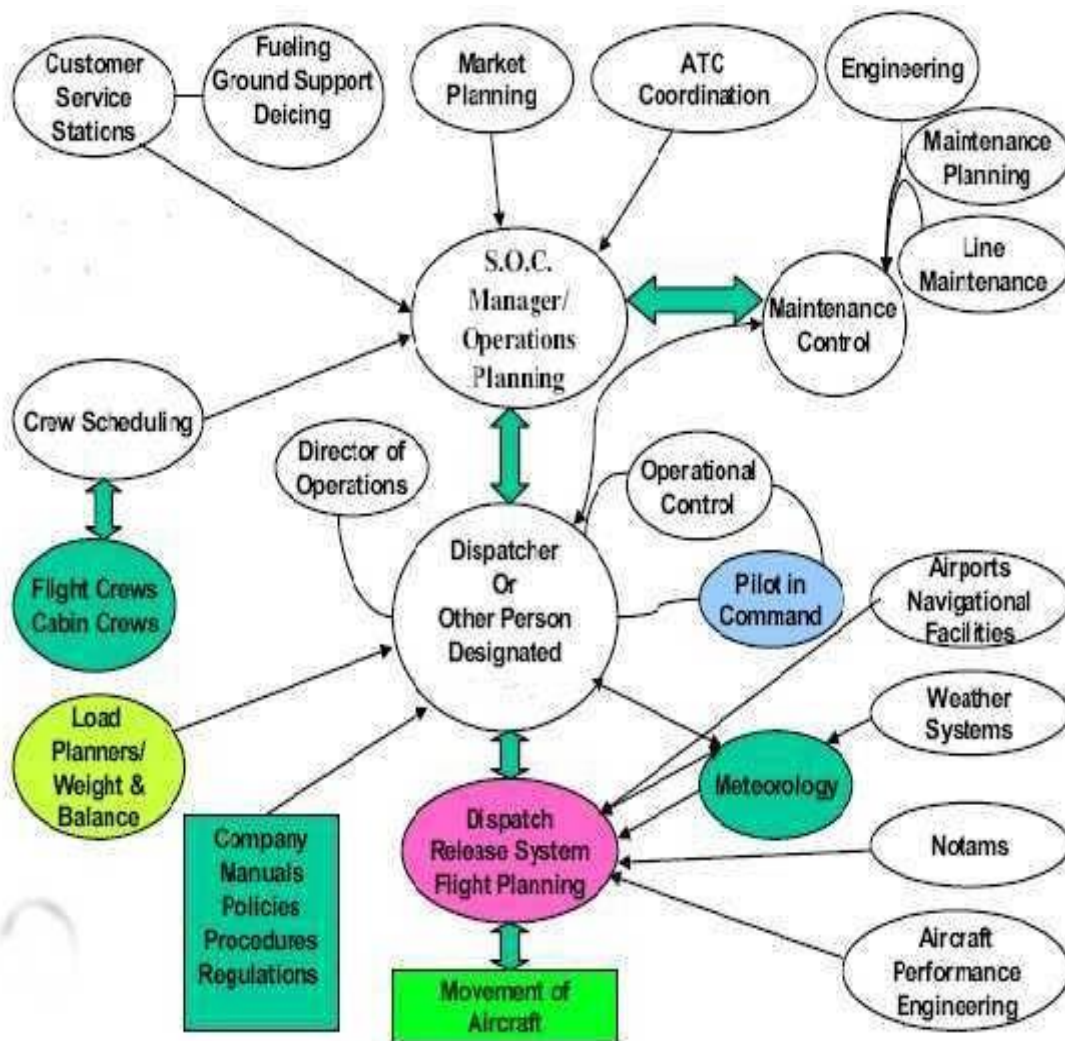 Customer
Service
Stations
Fueling
Ground Support
Deicing
Market
Planning
ATC
Coordination
Engineering
Maintenance
Planning
Line
Maintenance
S.O.C.
Manager/
Operations
Planning
Maintenance
Control
Crew Scheduling
Director of
Operations
Operational
Control
Flight Crews
Cabin Crews
Dispatcher
Or
Other Person
Designated
Pilot in
Command
Airports
Navigational
Facilities
Load
Planners/
Weight &
Balance
Weather
Systems
Meteorology
Company
Manuals
Policies
Procedures
Regulations
Dispatch
Release System
Flight Planning
Notams
Aircraft
Performance
Engineering
Movement of
Aircraft